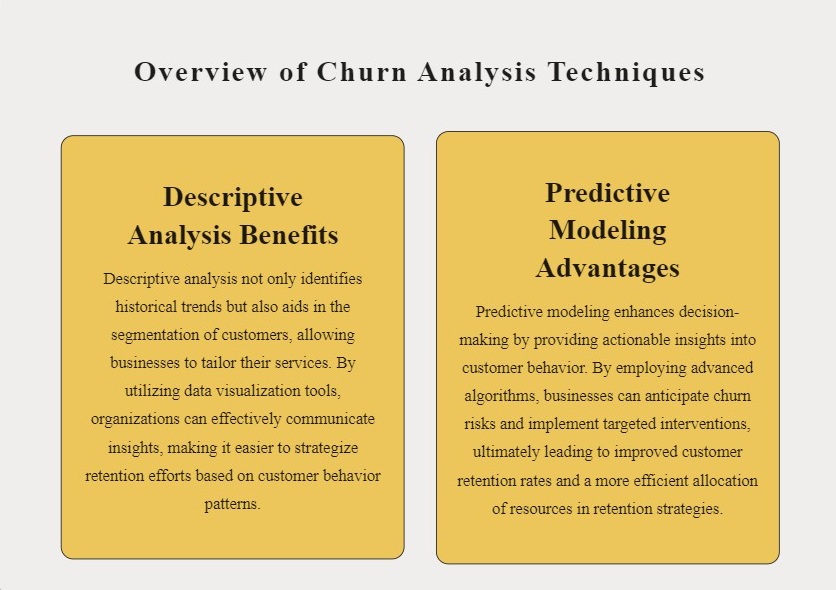 Overview of Churn Analysis Techniques
Descriptive
Analysis Benefits
Descriptive analysis not only identifies
historical trends but also aids in the
segmentation of customers, allowing
businesses to tailor their services. By
utilizing data visualization tools,
organizations can effectively communicate
insights, making it easier to strategize
retention efforts based on customer behavior
patterns.
Predictive
Modeling
Advantages
Predictive modeling enhances decision-
making by providing actionable insights into
customer behavior. By employing advanced
algorithms, businesses can anticipate churn
risks and implement targeted interventions,
ultimately leading to improved customer
retention rates and a more efficient allocation
of resources in retention strategies.